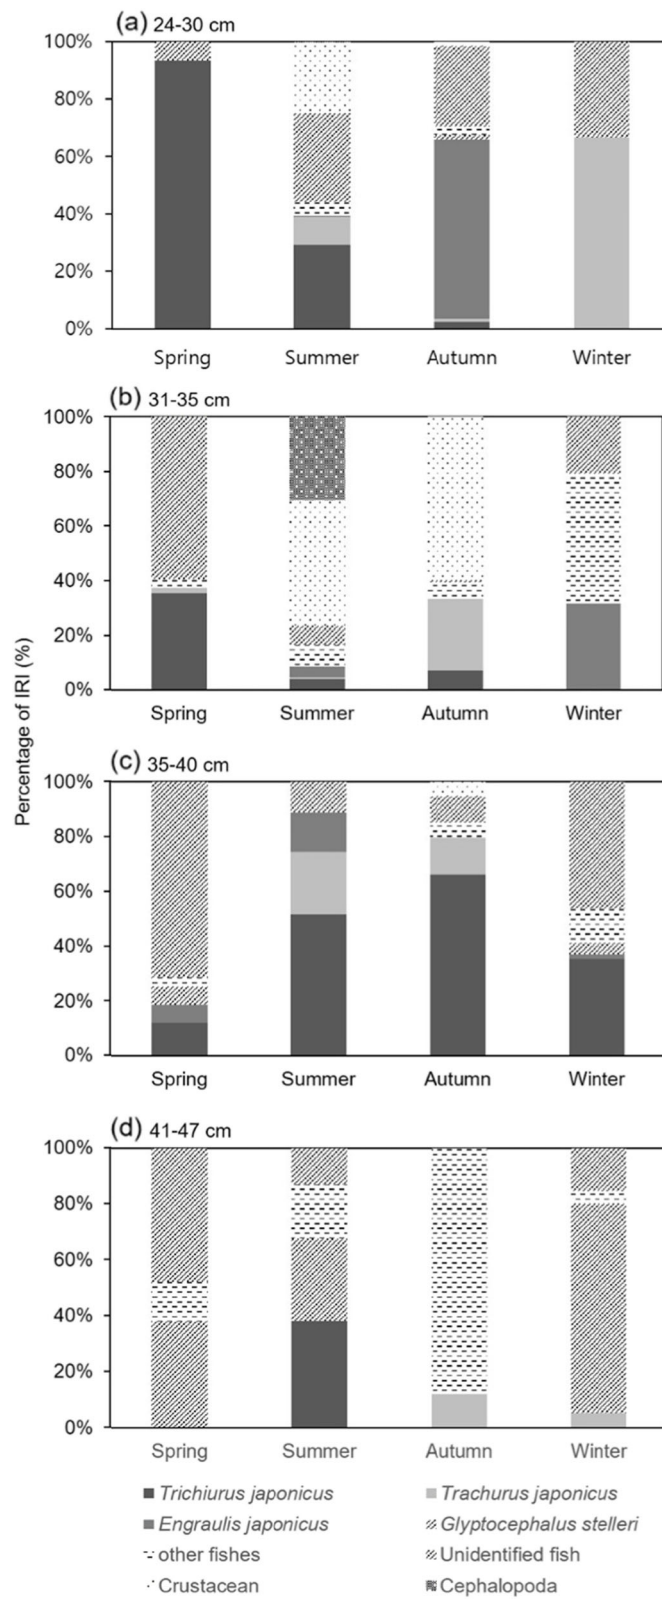 (a) 24-30 cm
100%
80%
60%
40%
20%
0%
Spring Summer Autumn Winter
(b) 31-35 cm
100%
80%
60%
40%
20%
0%
Spring Summer Autumn Winter
Percentage of IRI (%)
(c) 35-40 cm
100%
80%
60%
40%
20%
0%
Spring Summer Autumn Winter
(d) 41-47 cm
100%
80%
60%
40%
20%
0%
Spring Summer Autumn Winter
Trichiurus japonicus Trachurus japonicus
Engraulis japonicus Glyptocephalus stelleri
other fishes Unidentified fish
Crustacean Cephalopoda